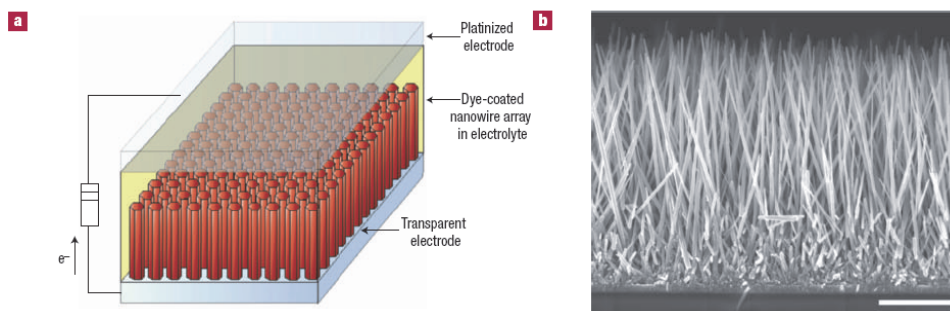 a
Platinized
electrode
Dye-coated
nanowire array
in electrolyte
Transparent
electrode
e–
b